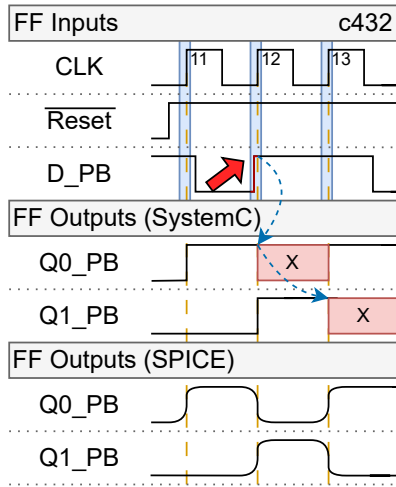 FF Inputs c432
CLK 11 12 13
Reset
D_PB
FF Outputs (SystemC)
Q0_PB X
Q1_PB X
FF Outputs (SPICE)
Q0_PB
Q1_PB